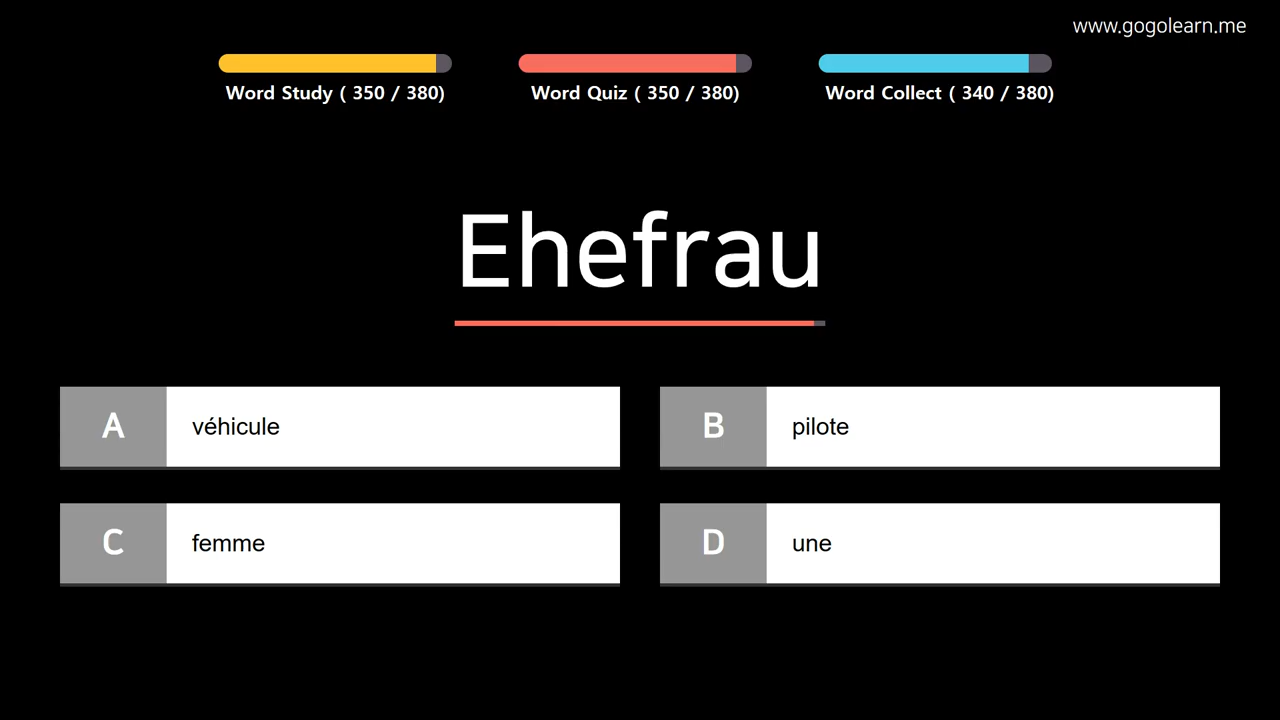 www.gogolearn.me
Word Study ( 350 / 380)
Word Quiz ( 350 / 380)
Word Collect ( 340 / 380)
Ehefrau
A
véhicule
B
pilote
C
femme
D
une